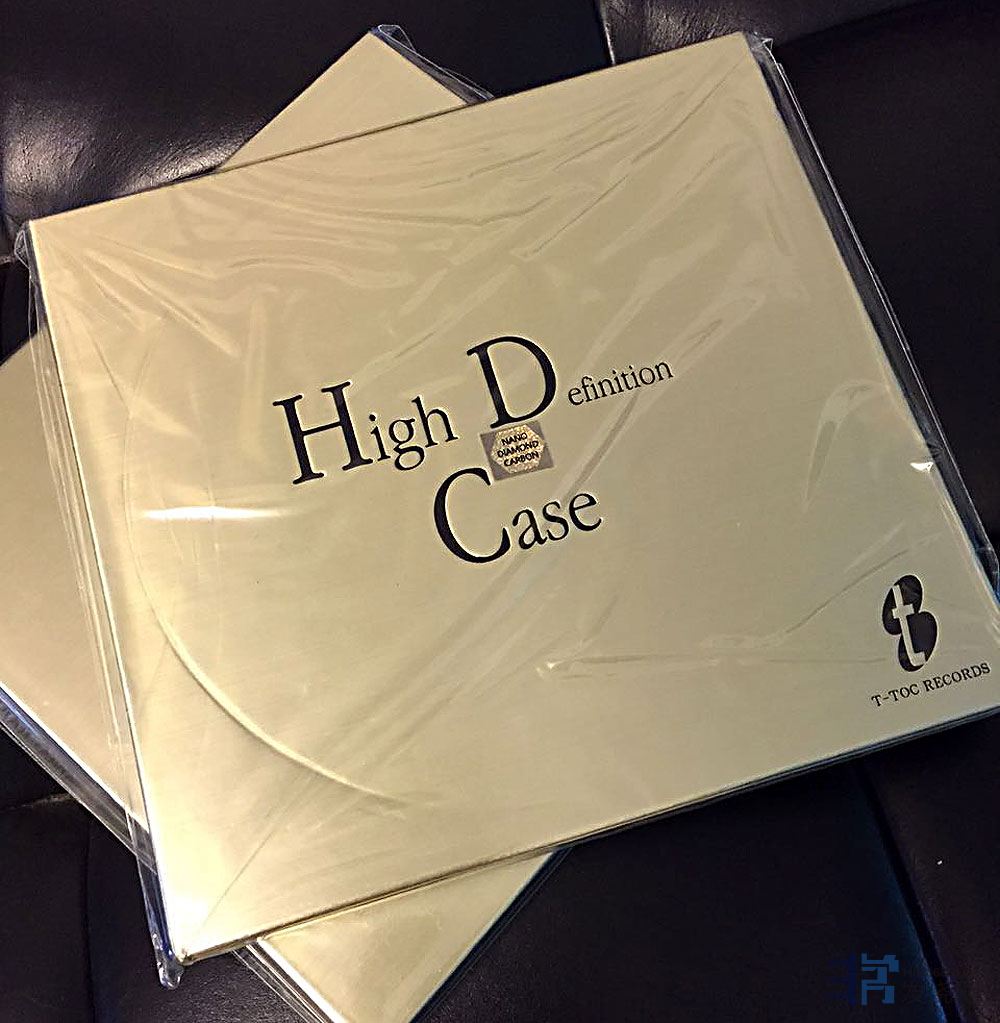 High Definition
NANO
DIAMOND
CARBON
Case
t
T-TOC RECORDS